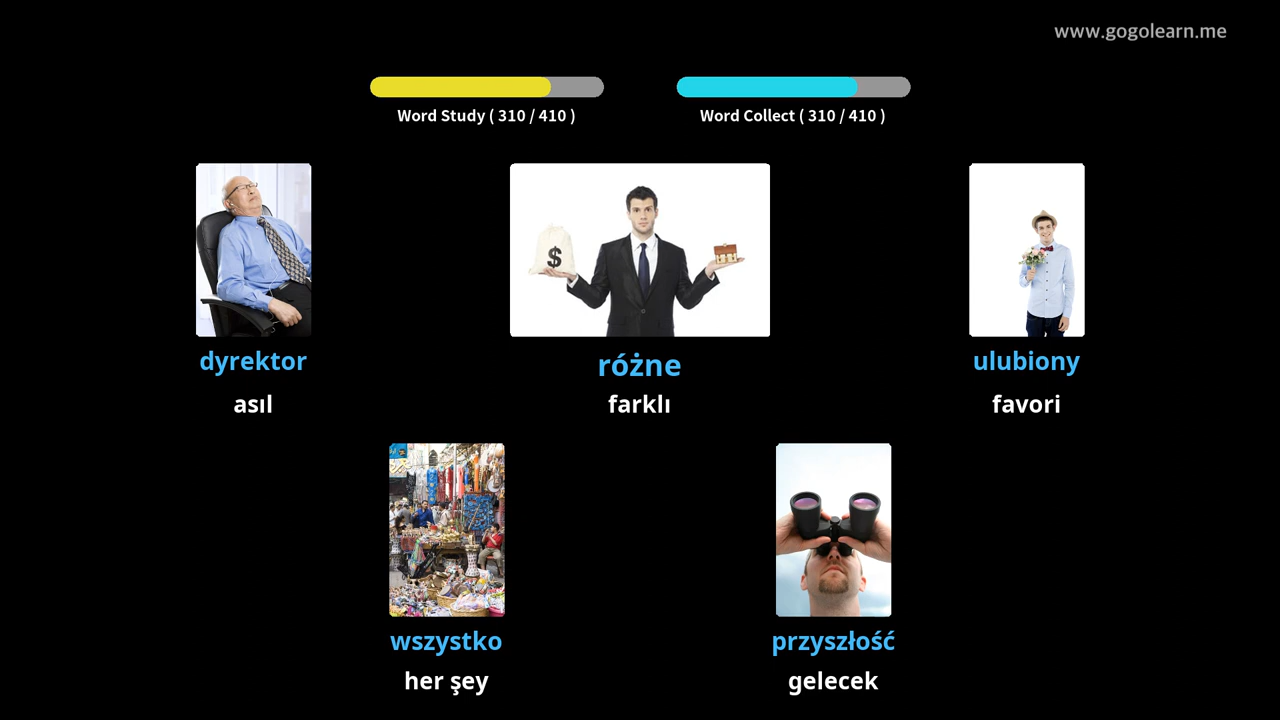 www.gogolearn.me
Word Study ( 310 / 410 )
Word Collect ( 310 / 410 )
$
dyrektor
asıl
różne
farklı
ulubiony
favori
wszystko
her şey
przyszłość
gelecek